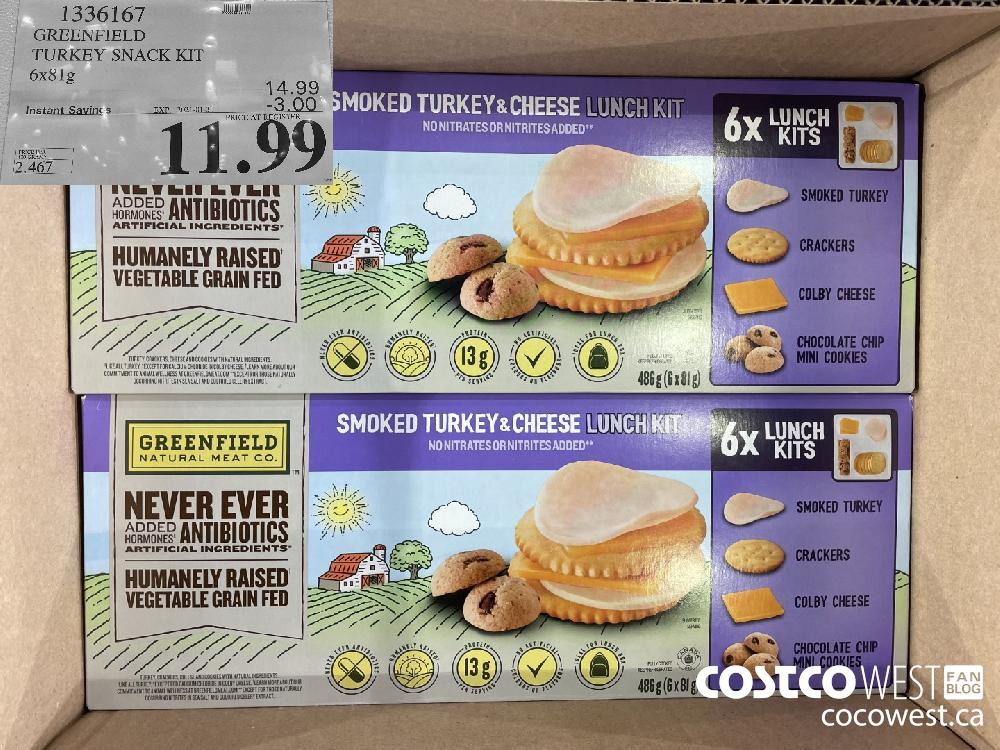 1336167
GREENFIELD
TURKEY SNACK KIT
6x81g
14.99
-3.00
Instant Savings
PRICE AT REGISTER
11.99
2.467
SMOKED TURKEY & CHEESE LUNCH KIT
NO NITRATES OR NITRITES ADDED**
6x LUNCH KITS
SMOKED TURKEY
CRACKERS
COLBY CHEESE
CHOCOLATE CHIP
MINI COOKIES
NEVER EVER
ADDED HORMONES' ANTIBIOTICS
ARTIFICIAL INGREDIENTS*
HUMANELY RAISED
VEGETABLE GRAIN FED
13g
486g (6x81g)
GREENFIELD
NATURAL MEAT CO.
NEVER EVER
ADDED HORMONES' ANTIBIOTICS
ARTIFICIAL INGREDIENTS*
HUMANELY RAISED
VEGETABLE GRAIN FED
SMOKED TURKEY & CHEESE LUNCH KIT
NO NITRATES OR NITRITES ADDED**
13g
486g (6x81g
6x LUNCH KITS
SMOKED TURKEY
CRACKERS
COLBY CHEESE
CHOCOLATE CHIP
MINI COOKIES
COSTCO WEST FAN BLOG
cocowest.ca